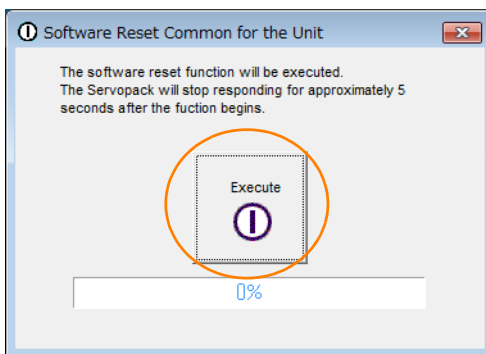 Software Reset Common for the Unit
The software reset function will be executed.
The Servopack will stop responding for approximately 5
seconds after the fuction begins.
Execute
0%